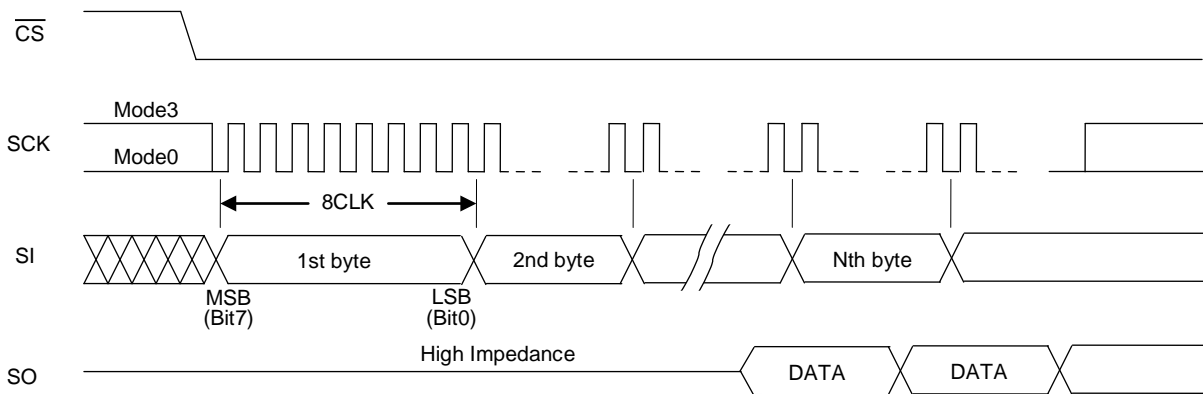 CS
Mode3
SCK
Mode0
8CLK
SI
1st byte
2nd byte
Nth byte
MSB
(Bit7)
LSB
(Bit0)
High Impedance
SO
DATA
DATA